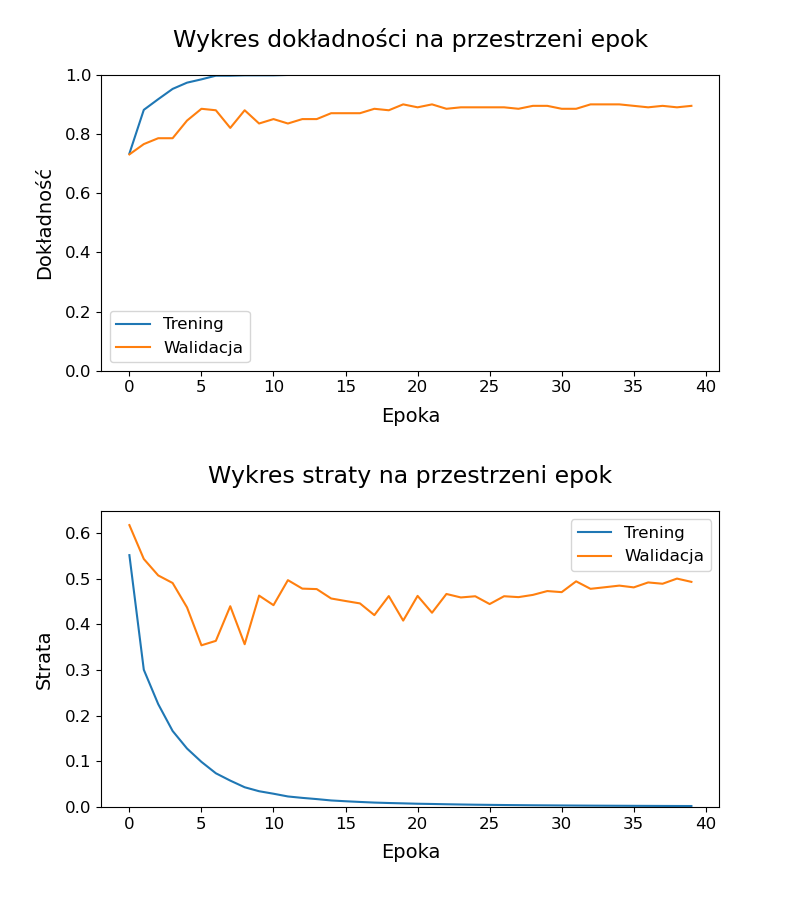 Wykres dokładności na przestrzeni epok
1.0
0.8
0.6
0.4
0.2
0.0
Dokładność
Trening
Walidacja
0 5 10 15 20 25 30 35 40
Epoka
Wykres straty na przestrzeni epok
0.6
0.5
0.4
0.3
0.2
0.1
0.0
Strata
Trening
Walidacja
0 5 10 15 20 25 30 35 40
Epoka